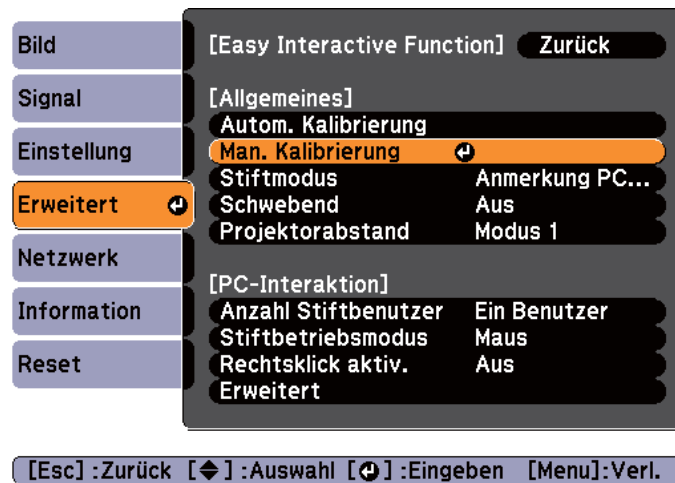 Bild
Signal
Einstellung
Erweitert
Netzwerk
Information
Reset
[Easy Interactive Function] Zurück
[Allgemeines]
Autom. Kalibrierung
Man. Kalibrierung
Stiftmodus Anmerkung PC...
Schwebend Aus
Projektorabstand Modus 1
[PC-Interaktion]
Anzahl Stiftbenutzer Ein Benutzer
Stiftbetriebsmodus Maus
Rechtsklick aktiv. Aus
Erweitert
[Esc] :Zurück [◆] :Auswahl [↵] :Eingeben [Menu]:Verl.